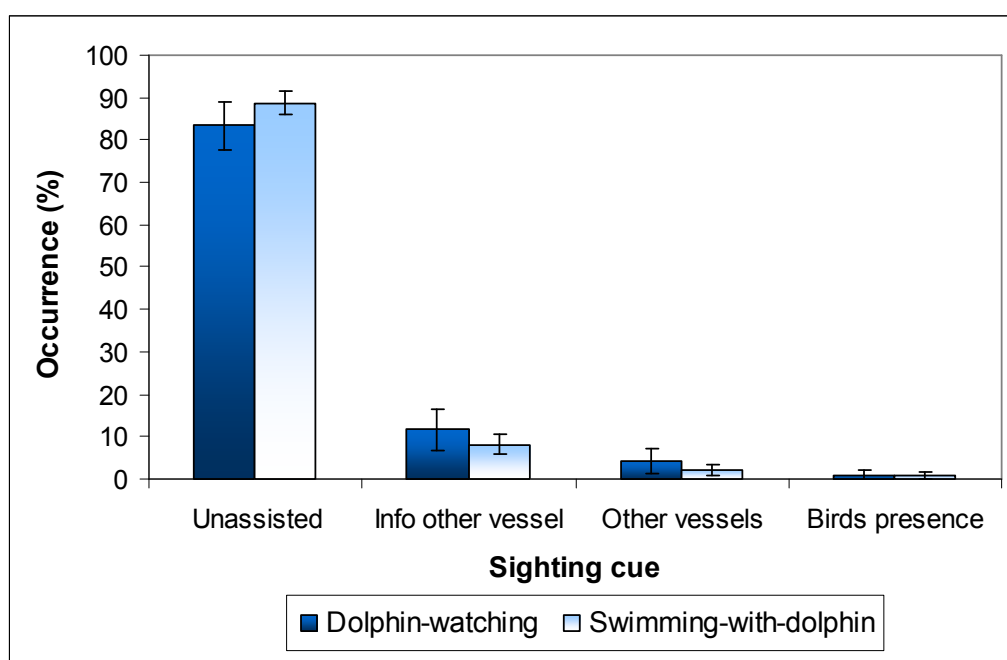 100
90
80
70
60
50
40
30
20
10
0
Occurrence (%)
Unassisted Info other vessel Other vessels Birds presence
Sighting cue
Dolphin-watching Swimming-with-dolphin